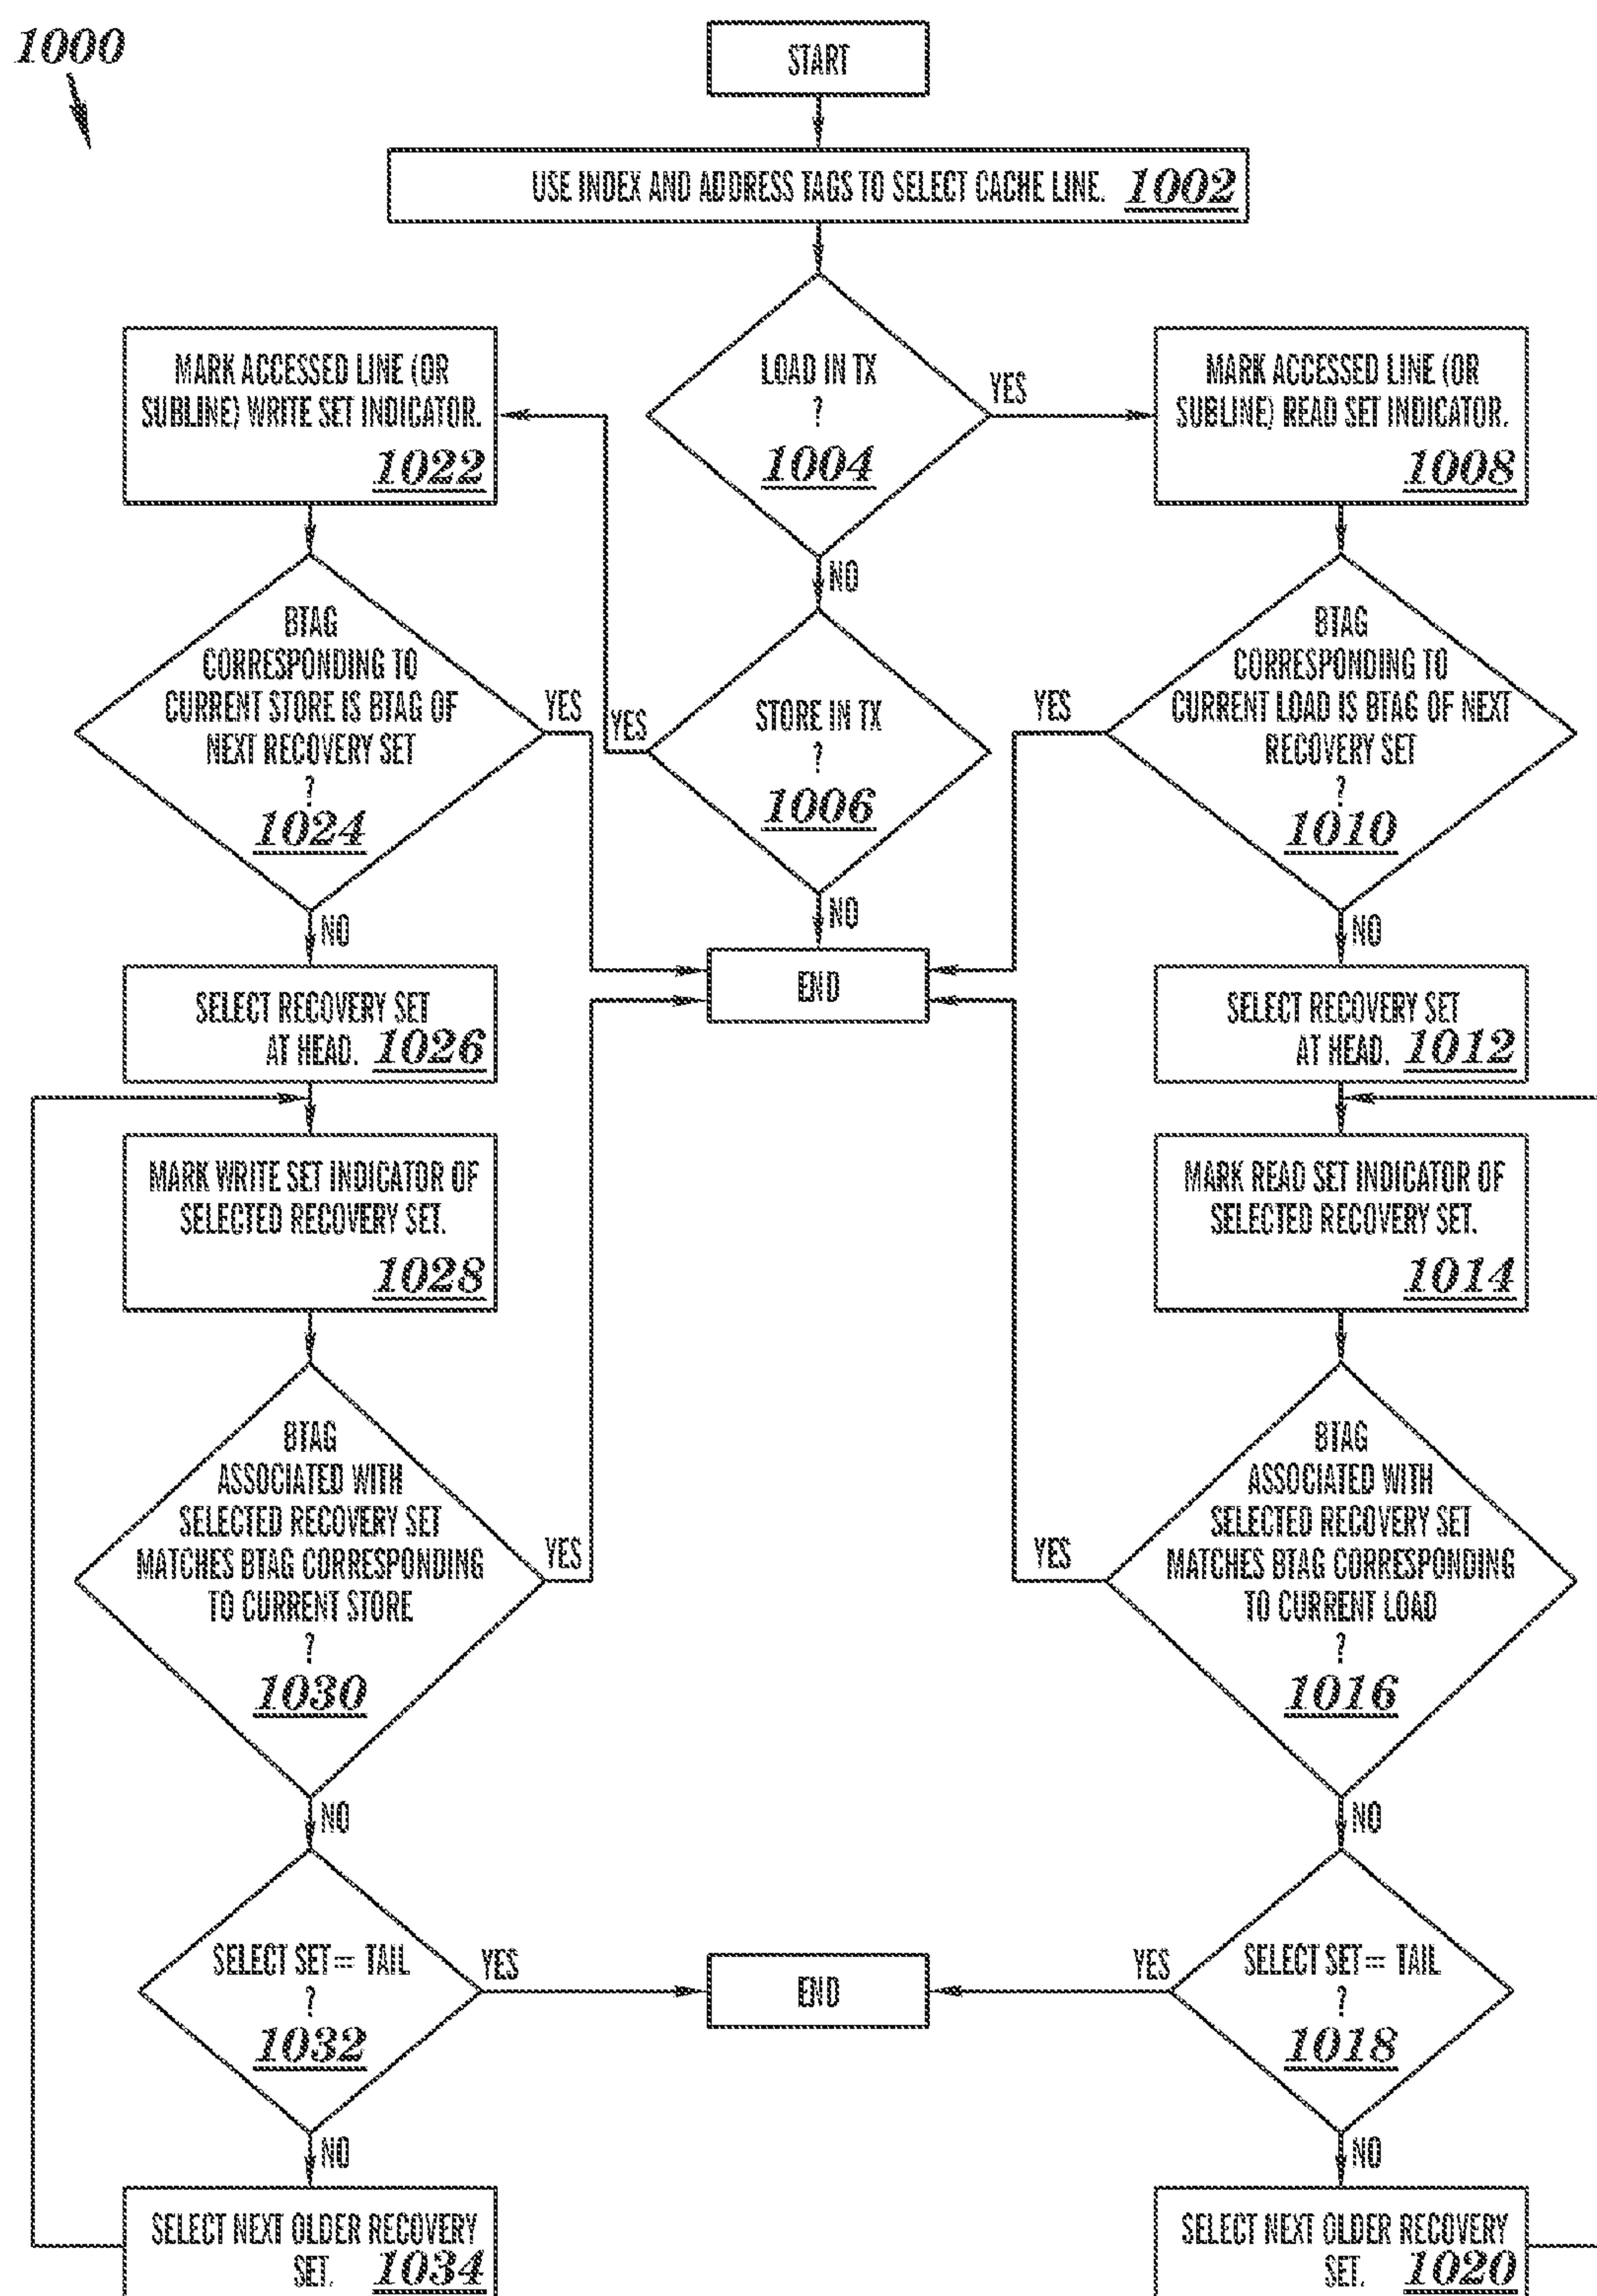 1000
START
USE INDEX AND ADDRESS TAGS TO SELECT CACHE LINE. 1002
LOAD IN TX
?
1004
YES
NO
MARK ACCESSED LINE (OR
SUBLINE) READ SET INDICATOR.
1008
MARK ACCESSED LINE (OR
SUBLINE) WRITE SET INDICATOR.
1022
STORE IN TX
?
1006
YES
NO
BTAG
CORRESPONDING TO
CURRENT STORE IS BTAG OF
NEXT RECOVERY SET
?
1024
YES
NO
BTAG
CORRESPONDING TO
CURRENT LOAD IS BTAG OF NEXT
RECOVERY SET
?
1010
YES
NO
END
SELECT RECOVERY SET
AT HEAD. 1026
SELECT RECOVERY SET
AT HEAD. 1012
MARK WRITE SET INDICATOR OF
SELECTED RECOVERY SET.
1028
MARK READ SET INDICATOR OF
SELECTED RECOVERY SET.
1014
BTAG
ASSOCIATED WITH
SELECTED RECOVERY SET
MATCHES BTAG CORRESPONDING
TO CURRENT STORE
?
1030
YES
NO
BTAG
ASSOCIATED WITH
SELECTED RECOVERY SET
MATCHES BTAG CORRESPONDING
TO CURRENT LOAD
?
1016
YES
NO
SELECT SET= TAIL
?
1032
YES
NO
END
SELECT SET= TAIL
?
1018
YES
NO
SELECT NEXT OLDER RECOVERY
SET. 1034
SELECT NEXT OLDER RECOVERY
SET. 1020